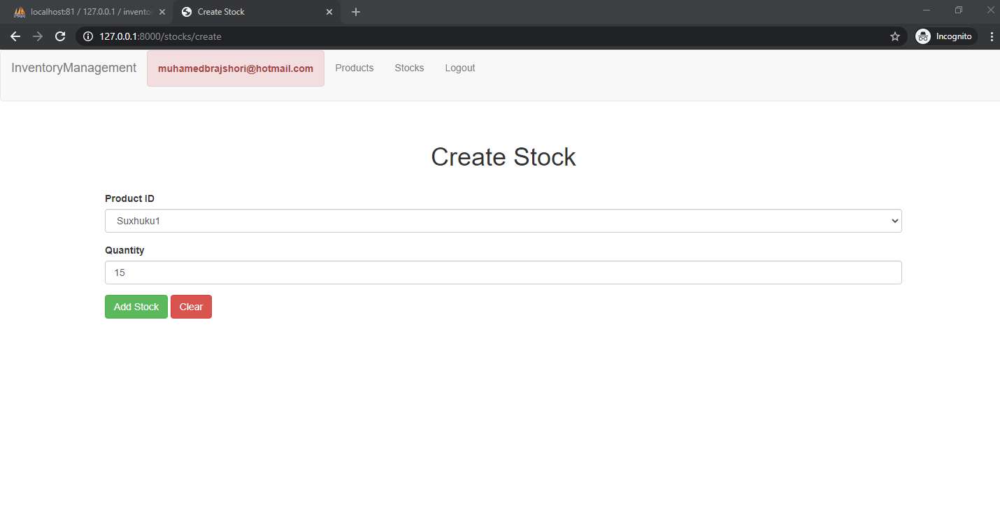 localhost:81 / 127.0.0.1 / invento
Create Stock
127.0.0.1:8000/stocks/create
Incognito
InventoryManagement muhamedbrajshori@hotmail.com Products Stocks Logout
Create Stock
Product ID
Suxhuku1
Quantity
15
Add Stock Clear